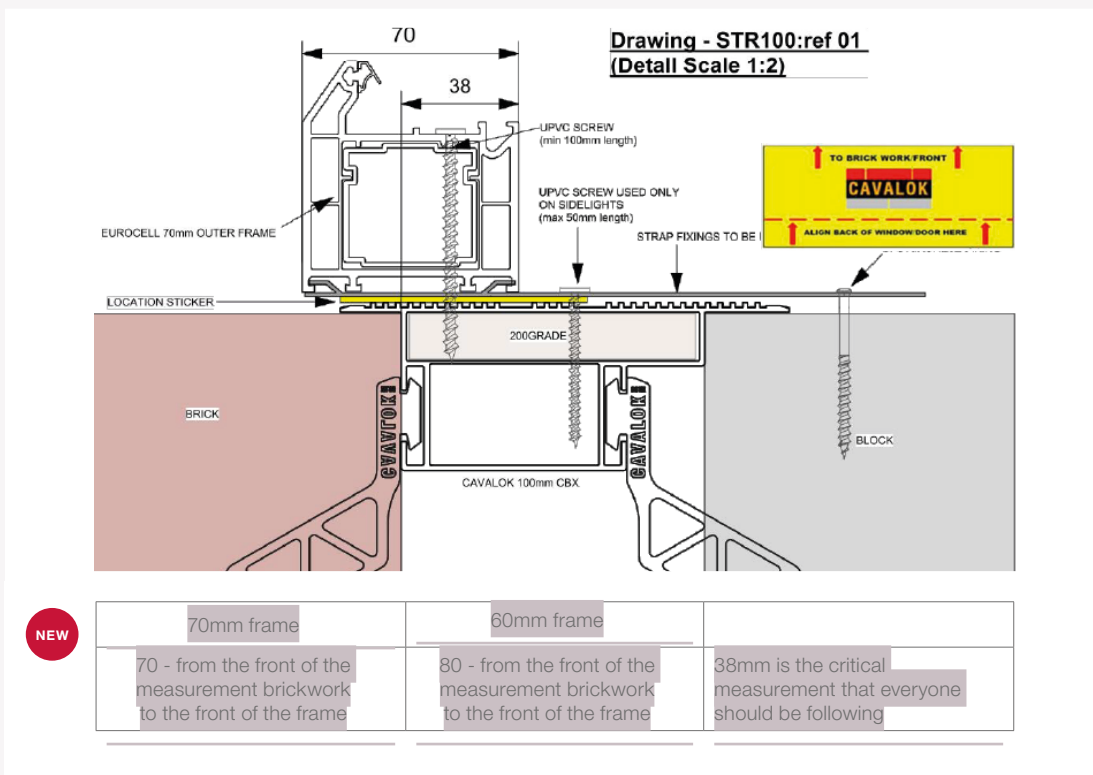 70
Drawing - STR100:ref 01
(Detall Scale 1:2)
38
UPVC SCREW
(min 100mm length)
TO BRICK WORK/FRONT
CAVALOK
UPVC SCREW USED ONLY
ON SIDELIGHTS
(max 50mm length)
EUROCELL 70mm OUTER FRAME
STRAP FIXINGS TO BE
ALIGN BACK OF WINDOW/DOOR HERE
LOCATION STICKER
200GRADE
BRICK
CAVALOK
CAVALOK
BLOCK
CAVALOK 100mm CBX
NEW
70mm frame
60mm frame
70 - from the front of the
measurement brickwork
to the front of the frame
80 - from the front of the
measurement brickwork
to the front of the frame
38mm is the critical
measurement that everyone
should be following